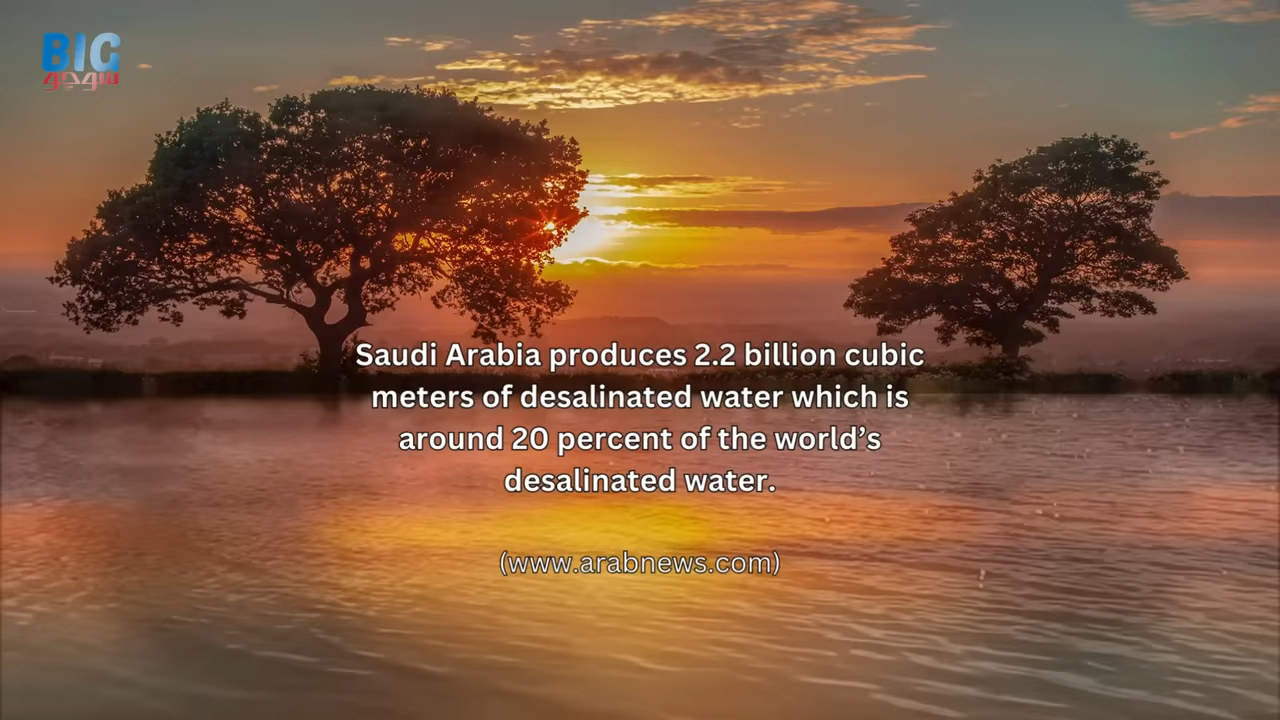 BIG
سوچو
Saudi Arabia produces 2.2 billion cubic
meters of desalinated water which is
around 20 percent of the world’s
desalinated water.
(www.arabnews.com)